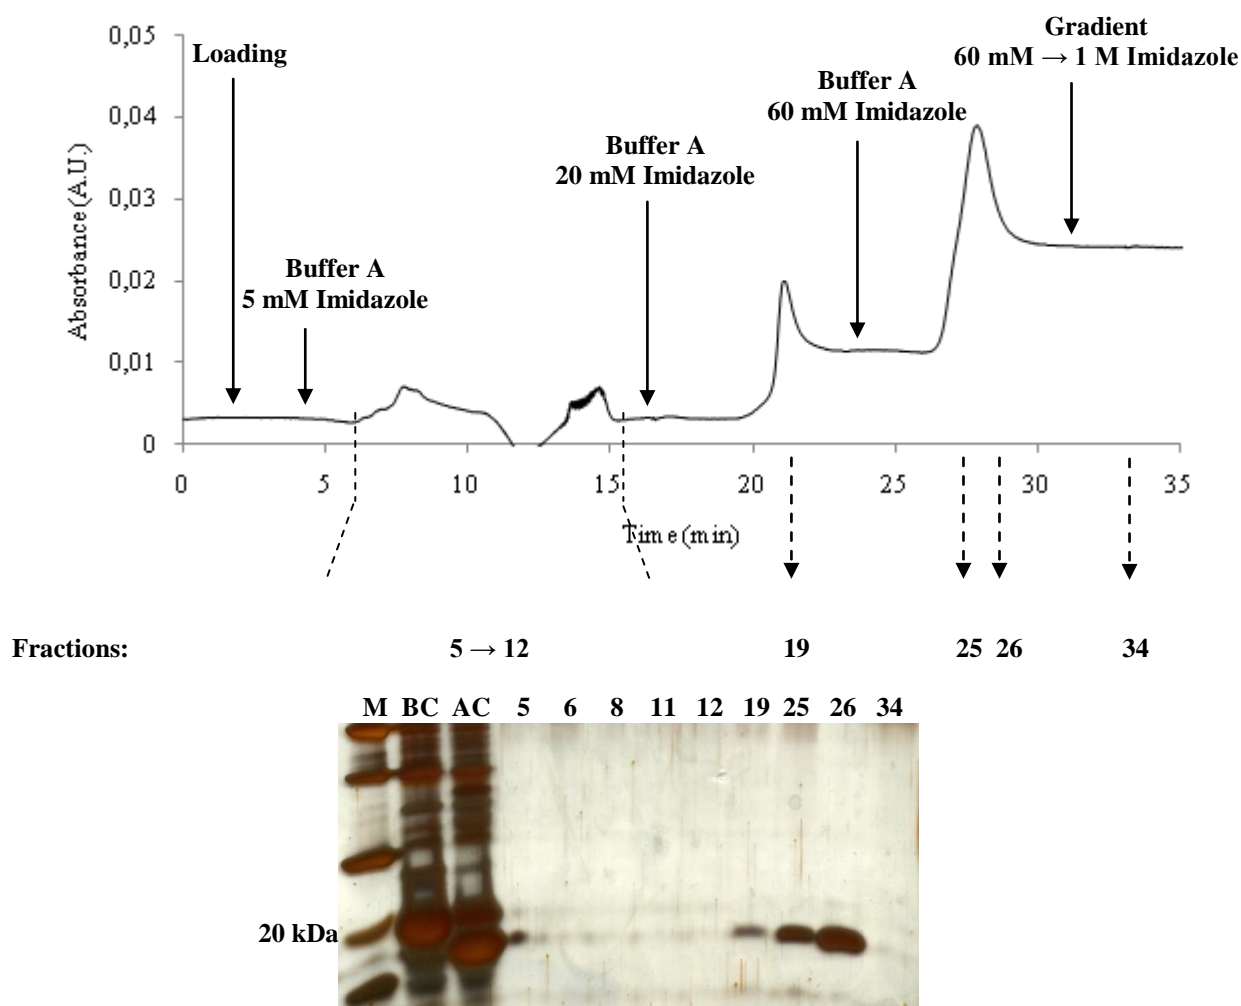 0,05
Loading
Gradient
60 mM → 1 M Imidazole
Buffer A
60 mM Imidazole
0,04
Buffer A
20 mM Imidazole
0,03
Buffer A
5 mM Imidazole
0,02
0,01
0
Absorbance (A.U.)
0 5 10 15 20 25 30 35
Time (min)
Fractions: 5 → 12 19 25 26 34
M BC AC 5 6 8 11 12 19 25 26 34
20 kDa